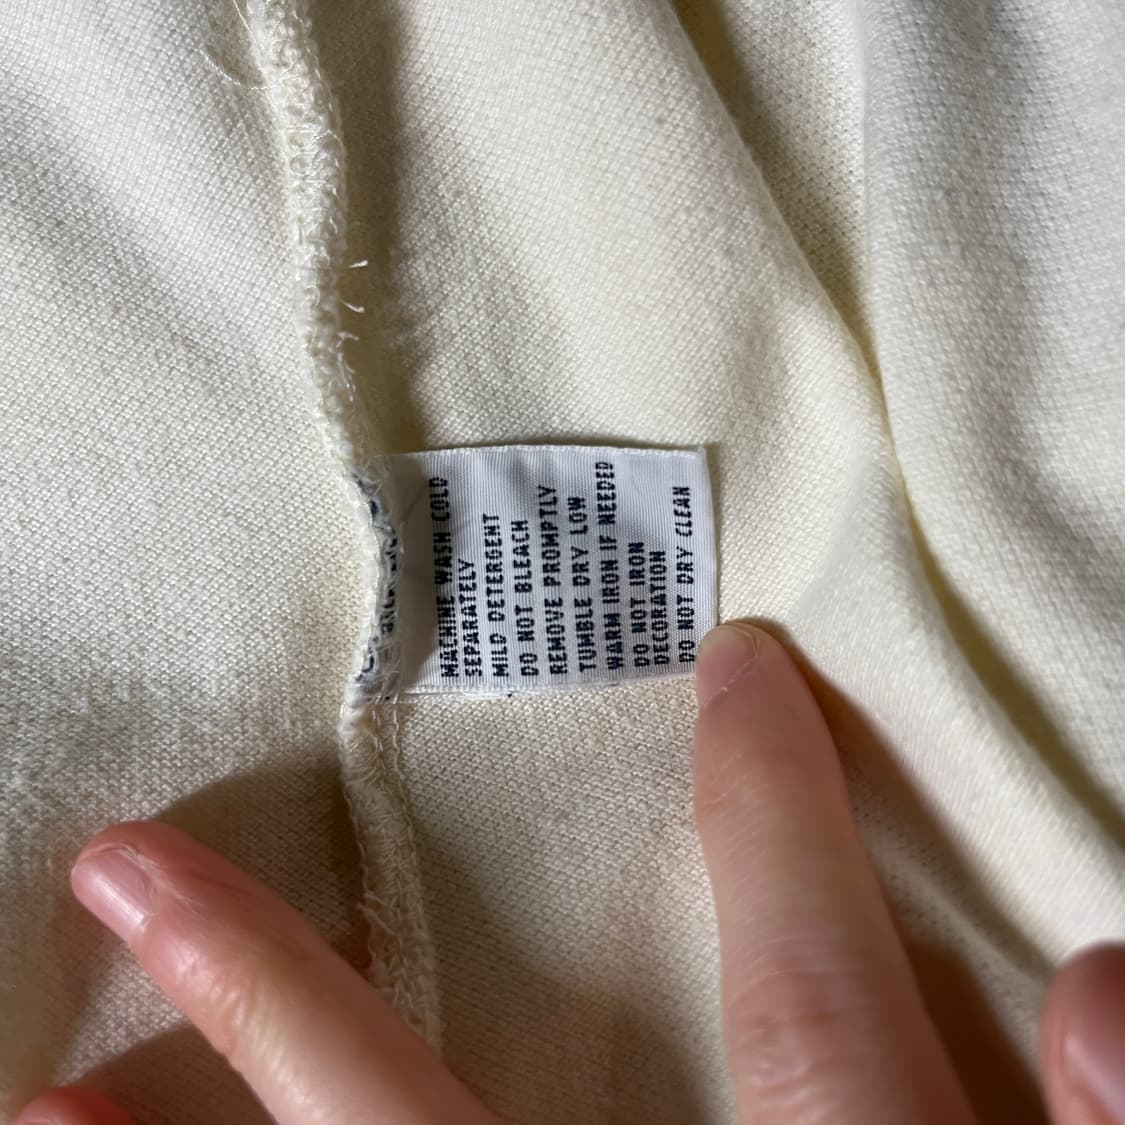 MACHINE WASH COLD
SEPARATELY
MILD DETERGENT
DO NOT BLEACH
REMOVE PROMPTLY
TUMBLE DRY LOW
WARM IRON IF NEEDED
DO NOT IRON
DECORATION
DO NOT DRY CLEAN